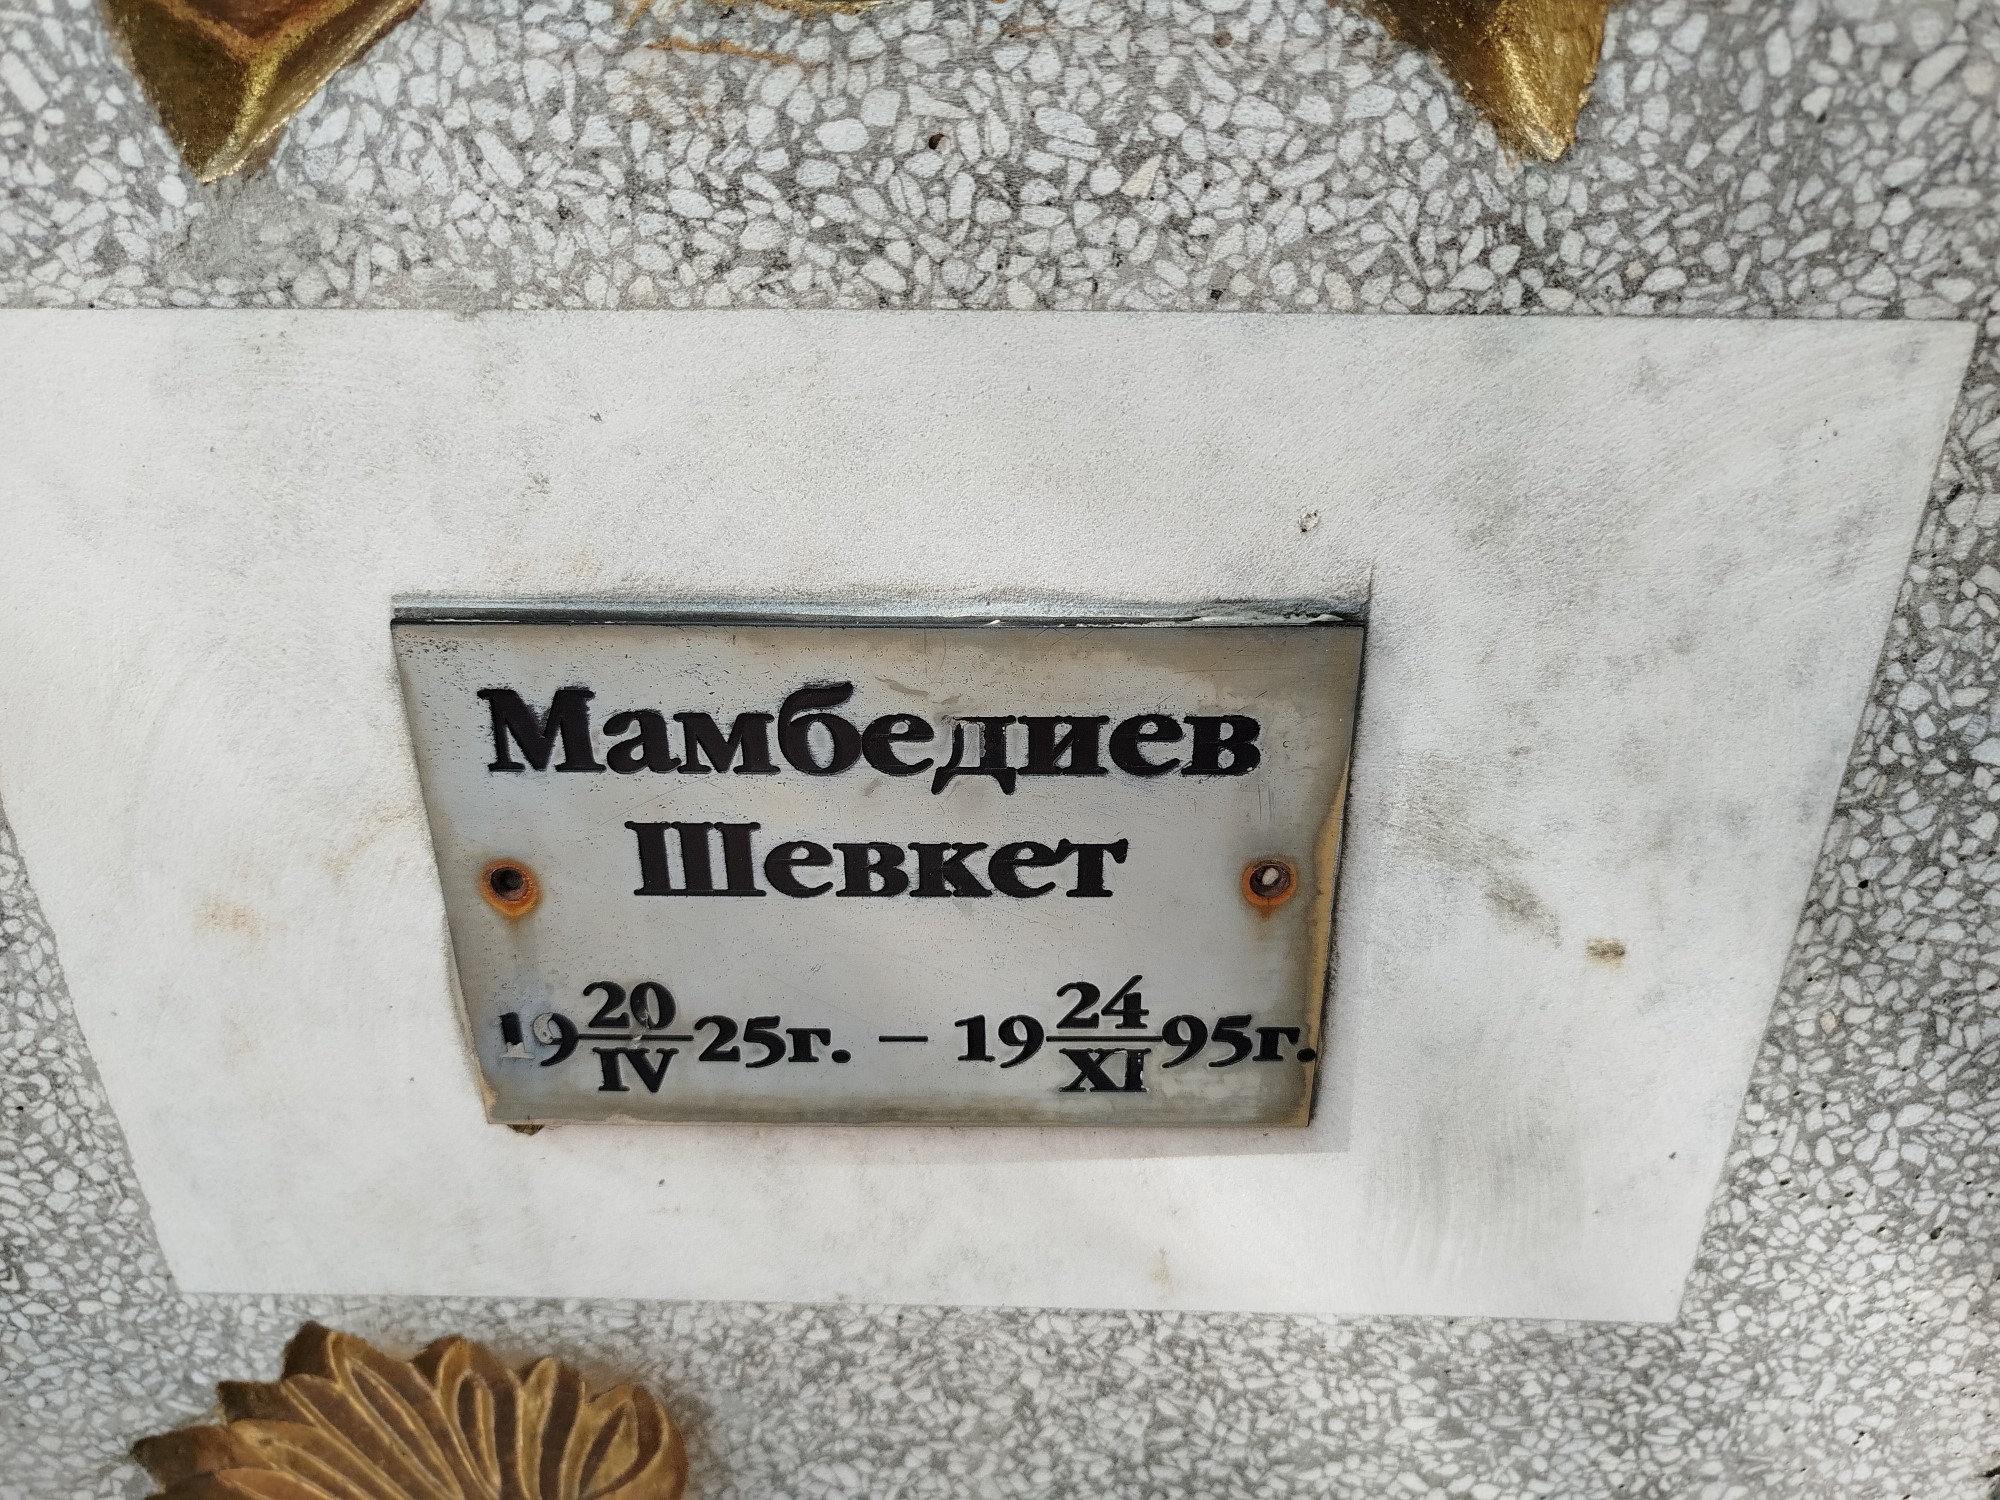 Мамбедиев
Шевкет
19 20/IV 25г. – 19 24/XI 95г.